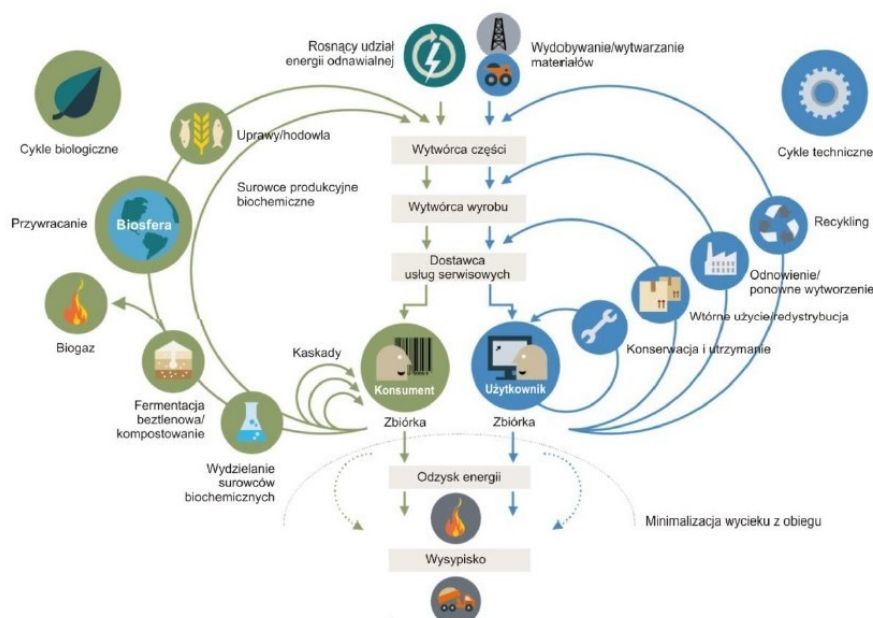 Rosnący udział
energii odnawialnej
Wydobywanie/wytwarzanie
materiałów
Cykle biologiczne
Uprawy/hodowla
Wytwórca części
Cykle techniczne
Surowce produkcyjne
biochemiczne
Przywracanie
Biosfera
Wytwórca wyrobu
Recykling
Dostawca
usług serwisowych
Odnowienie/
ponowne wytworzenie
Biogaz
Wtórne użycie/redystrybucja
Kaskady
Konserwacja i utrzymanie
Konsument
Użytkownik
Fermentacja
beztlenowa/
kompostowanie
Zbiórka
Zbiórka
Wydzielanie
surowców
biochemicznych
Odzysk energii
Minimalizacja wycieku z obiegu
Wysypisko